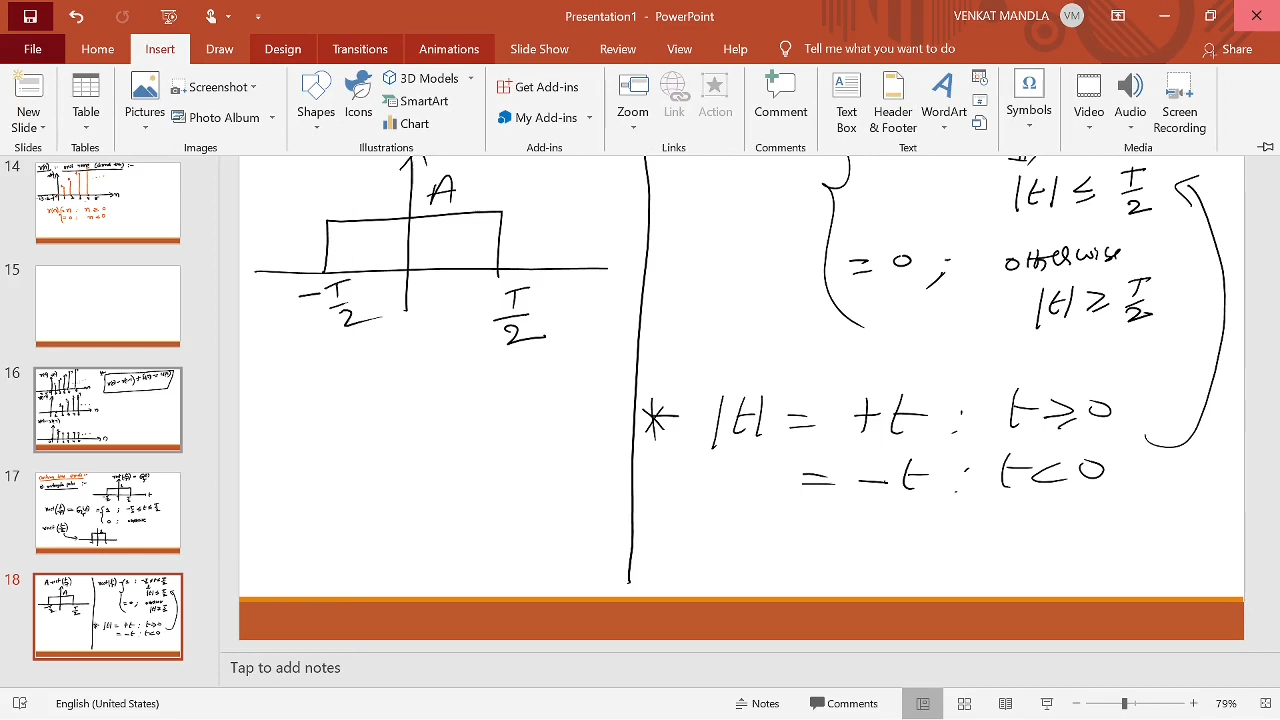 Presentation1 - PowerPoint
VENKAT MANDLA VM
File Home Insert Draw Design Transitions Animations Slide Show Review View Help Tell me what you want to do Share
New Slide
Slides
Table
Tables
Pictures
Screenshot
Photo Album
Images
Shapes
Icons
3D Models
SmartArt
Chart
Illustrations
Get Add-ins
My Add-ins
Add-ins
Zoom
Link
Action
Links
Comment
Comments
Text Box
Header & Footer
WordArt
Text
Symbols
Video
Audio
Screen Recording
Media
14
15
16
17
18
A
-T/2
T/2
|t| ≤ T/2
= 0 ; otherwise
|t| ≥ T/2
* |t| = +t : t ≥ 0
= -t : t < 0
Tap to add notes
English (United States)
Notes
Comments
79%